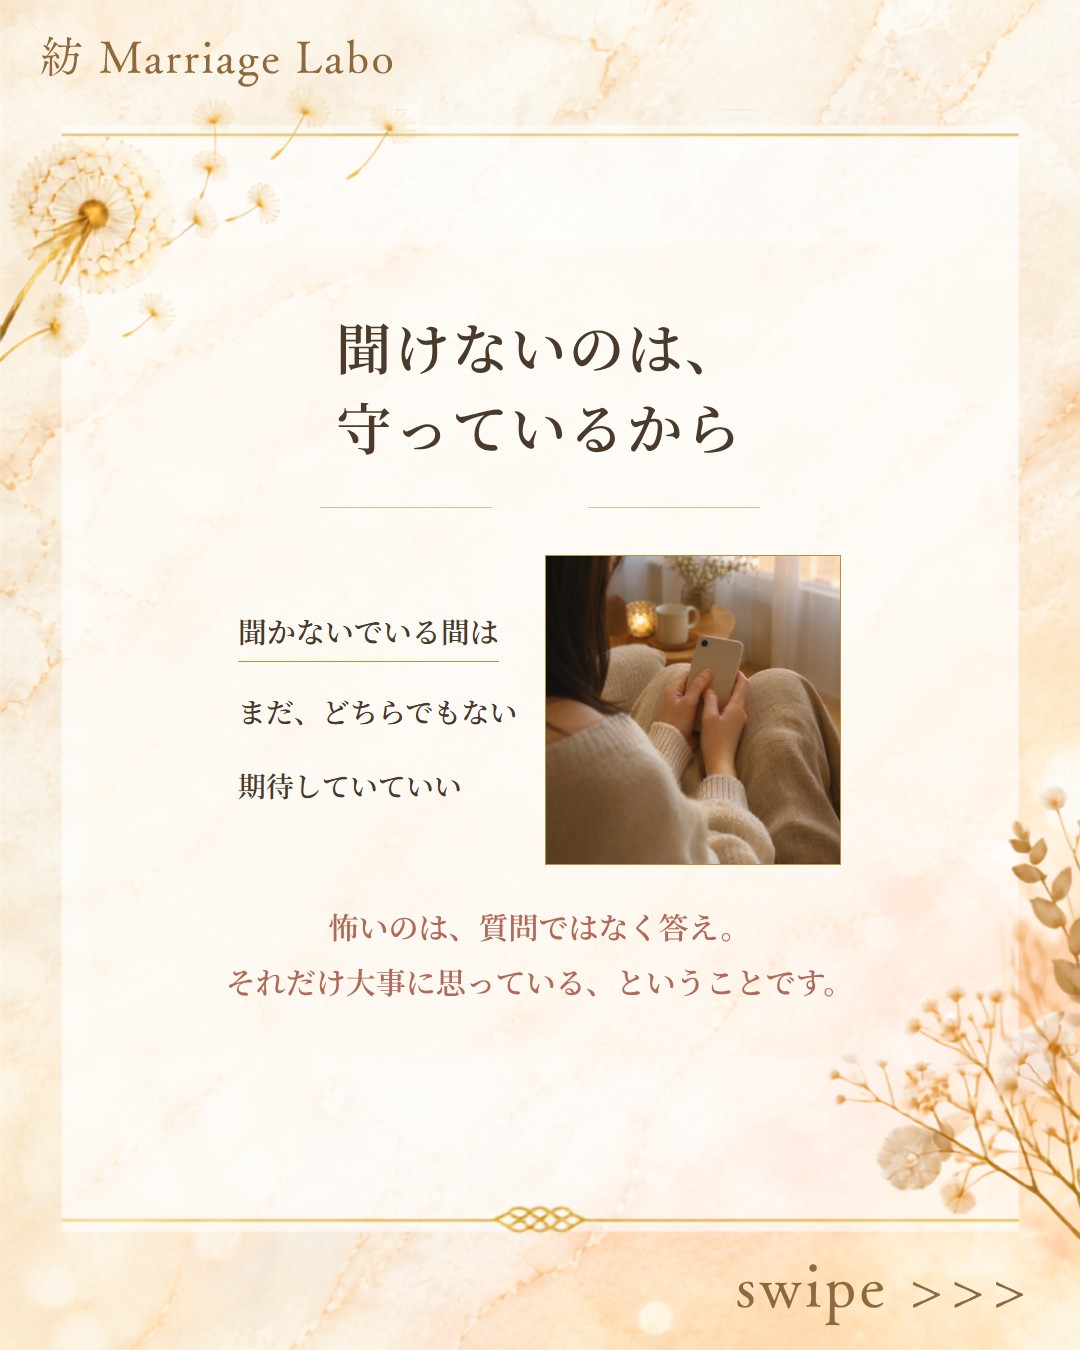 紡 Marriage Labo
聞けないのは、
守っているから
聞かないでいる間は
まだ、どちらでもない
期待していていい
怖いのは、質問ではなく答え。
それだけ大事に思っている、ということです。
swipe >>>